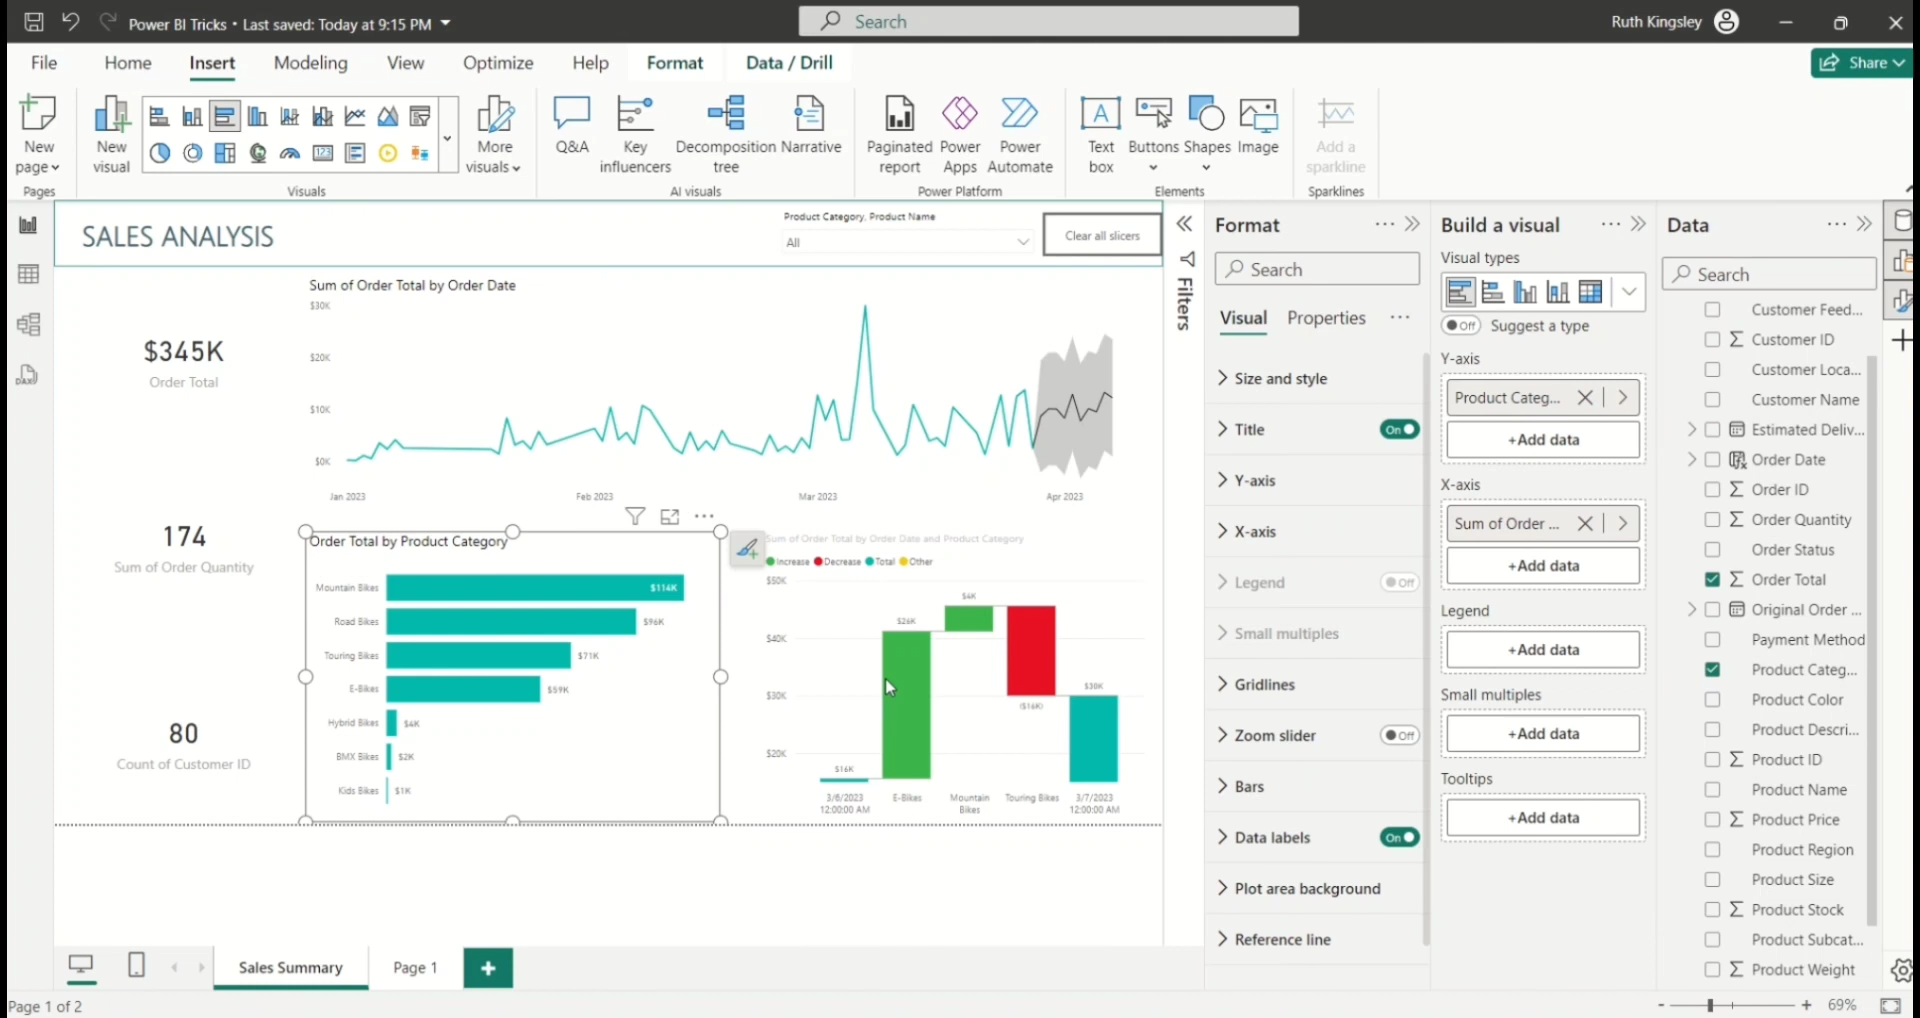 Power BI Tricks • Last saved: Today at 9:15 PM
Search
Ruth Kingsley
File
Home
Insert
Modeling
View
Optimize
Help
Format
Data / Drill
Share
New page
New visual
More visuals
Q&A
Key influencers
Decomposition tree
Narrative
Paginated report
Power Apps
Power Automate
Text box
Buttons
Shapes
Image
Add a sparkline
Pages
Visuals
AI visuals
Power Platform
Elements
Sparklines
SALES ANALYSIS
Product Category, Product Name
All
Clear all slicers
$345K
Order Total
174
Sum of Order Quantity
80
Count of Customer ID
Sum of Order Total by Order Date
$30K
$20K
$10K
$0K
Jan 2023
Feb 2023
Mar 2023
Apr 2023
Order Total by Product Category
Mountain Bikes
$114K
Road Bikes
$96K
Touring Bikes
$71K
E-Bikes
$59K
Hybrid Bikes
$4K
BMX Bikes
$2K
Kids Bikes
$1K
Sum of Order Total by Order Date and Product Category
Increase Decrease Total Other
$50K
$40K
$30K
$20K
$16K
$26K
$4K
($16K)
$30K
3/6/2023 12:00:00 AM
E-Bikes
Mountain Bikes
Touring Bikes
3/7/2023 12:00:00 AM
Filters
Format
Search
Visual
Properties
Size and style
Title
On
Y-axis
X-axis
Legend
Off
Small multiples
Gridlines
Zoom slider
Off
Bars
Data labels
On
Plot area background
Reference line
Build a visual
Visual types
Off
Suggest a type
Y-axis
Product Categ...
+Add data
X-axis
Sum of Order ...
+Add data
Legend
+Add data
Small multiples
+Add data
Tooltips
+Add data
Data
Search
Customer Feed...
Customer ID
Customer Loca...
Customer Name
Estimated Deliv...
Order Date
Order ID
Order Quantity
Order Status
Order Total
Original Order ...
Payment Method
Product Categ...
Product Color
Product Descri...
Product ID
Product Name
Product Price
Product Region
Product Size
Product Stock
Product Subcat...
Product Weight
Sales Summary
Page 1
Page 1 of 2
69%